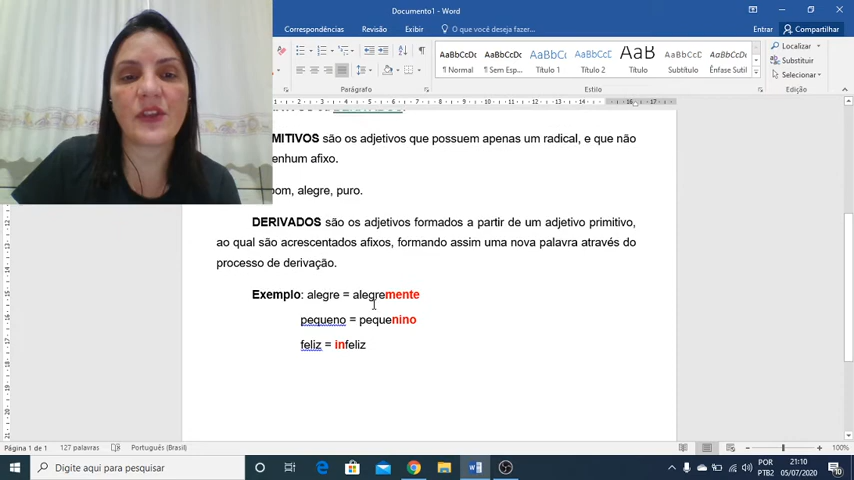 Documento1 - Word
Correspondências Revisão Exibir O que você deseja fazer... Entrar Compartilhar
AaBbCcDc AaBbCcDc AaBbCc AaBbCcC AaB AaBbCcD AaBbCcDc
¶ Normal ¶ Sem Esp... Título 1 Título 2 Título Subtítulo Ênfase Sutil
Localizar
Substituir
Selecionar
Parágrafo Estilo
MITIVOS são os adjetivos que possuem apenas um radical, e que não
nenhum afixo.
bom, alegre, puro.
DERIVADOS são os adjetivos formados a partir de um adjetivo primitivo,
ao qual são acrescentados afixos, formando assim uma nova palavra através do
processo de derivação.
Exemplo: alegre = alegremente
pequeno = pequenino
feliz = infeliz
Página 1 de 1 127 palavras Português (Brasil) 100%
Digite aqui para pesquisar
POR
PTB2
21:10
05/07/2020